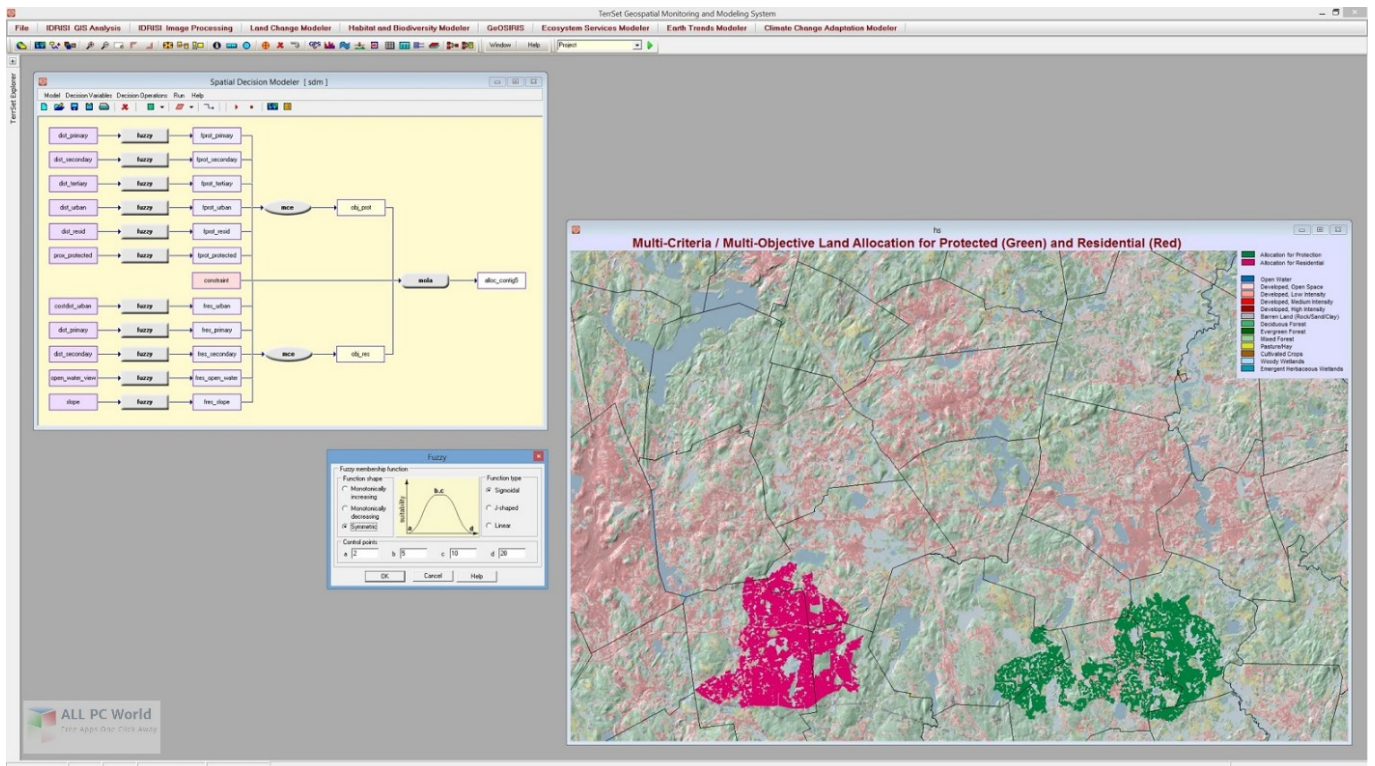 TerrSet Geospatial Monitoring and Modeling System
File IDRISI GIS Analysis IDRISI Image Processing Land Change Modeler Habitat and Biodiversity Modeler GeOSIRIS Ecosystem Services Modeler Earth Trends Modeler Climate Change Adaptation Modeler
Window Help Project
TerrSet Explorer
Spatial Decision Modeler [ sdm ]
Model Decision Variables Decision Operations Run Help
dist_primary fuzzy fprot_primary
dist_secondary fuzzy fprot_secondary
dist_tertiary fuzzy fprot_tertiary
dist_urban fuzzy fprot_urban mce obj_prot
dist_resid fuzzy fprot_resid
prox_protected fuzzy fprot_protected
constraint mola alloc_contig5
costdist_urban fuzzy fres_urban
dist_primary fuzzy fres_primary
dist_secondary fuzzy fres_secondary mce obj_res
open_water_view fuzzy fres_open_water
slope fuzzy fres_slope
Fuzzy
Fuzzy membership function
Function shape
Monotonically increasing
Monotonically decreasing
Symmetric
suitability
b,c
a
d
Function type
Sigmoidal
J-shaped
Linear
Control points
a 2 b 5 c 10 d 20
OK Cancel Help
hs
Multi-Criteria / Multi-Objective Land Allocation for Protected (Green) and Residential (Red)
Allocation for Protection
Allocation for Residential
Open Water
Developed, Open Space
Developed, Low Intensity
Developed, Medium Intensity
Developed, High Intensity
Barren Land (Rock/Sand/Clay)
Deciduous Forest
Evergreen Forest
Mixed Forest
Pasture/Hay
Cultivated Crops
Woody Wetlands
Emergent Herbaceous Wetlands
ALL PC World
Free Apps One Click Away